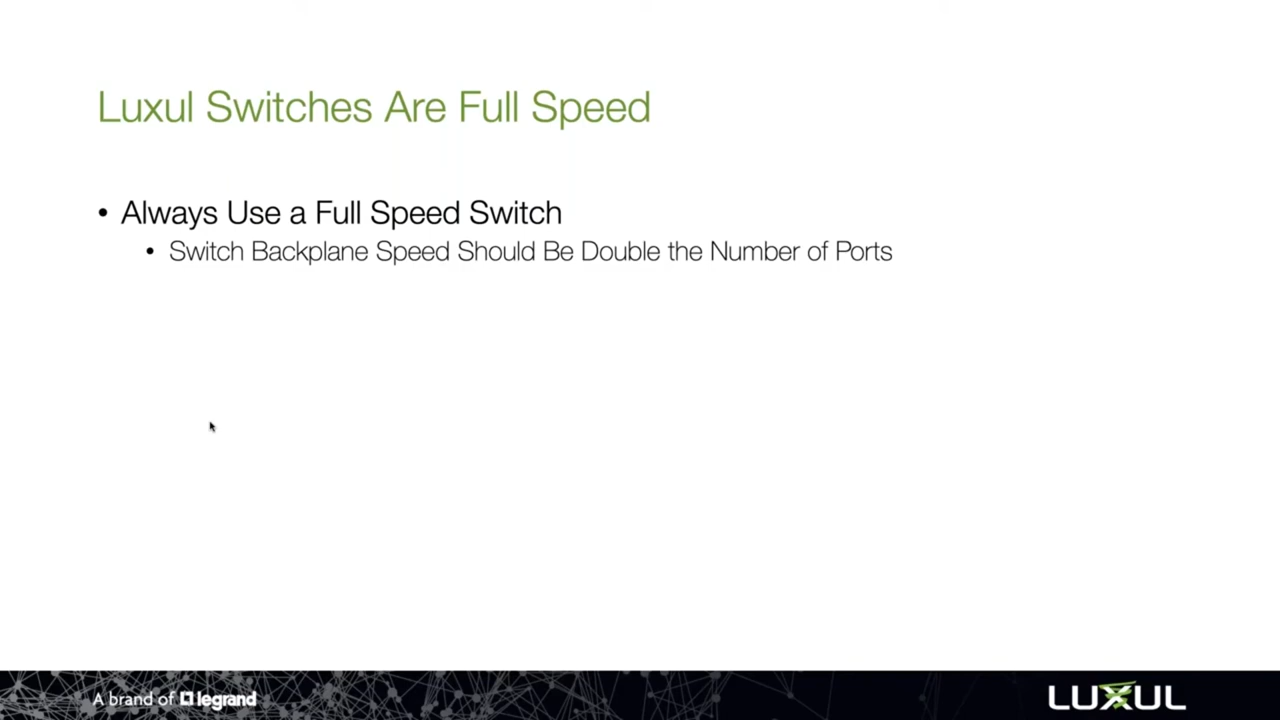 Luxul Switches Are Full Speed
• Always Use a Full Speed Switch
• Switch Backplane Speed Should Be Double the Number of Ports
A brand of legrand
LUXUL